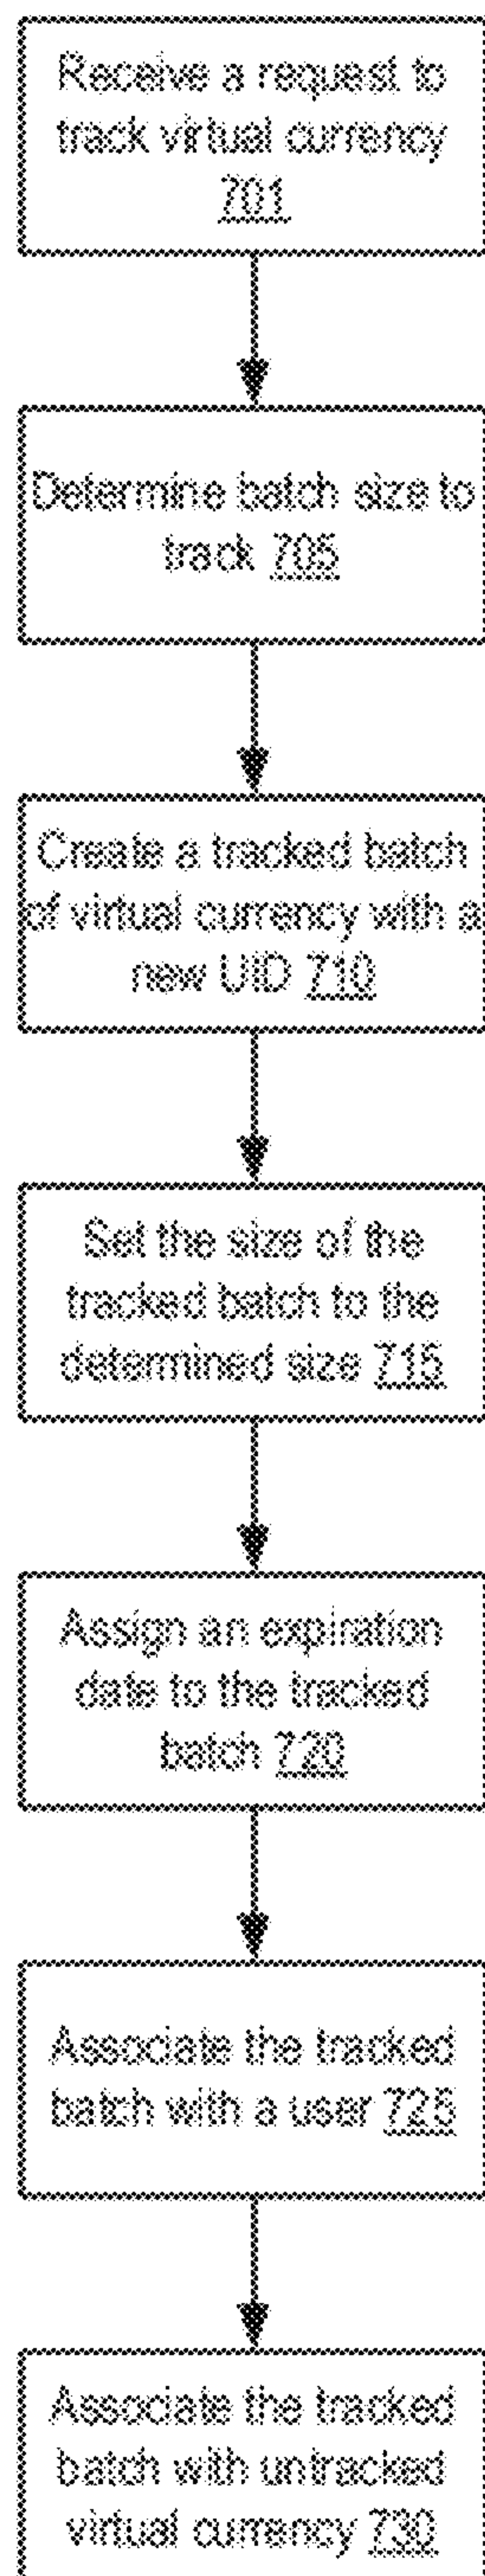 Receive a request to
track virtual currency
701
Determine batch size to
track 705
Create a tracked batch
of virtual currency with a
new UID 710
Set the size of the
tracked batch to the
determined size 715
Assign an expiration
date to the tracked
batch 720
Associate the tracked
batch with a user 725
Associate the tracked
batch with untracked
virtual currency 730